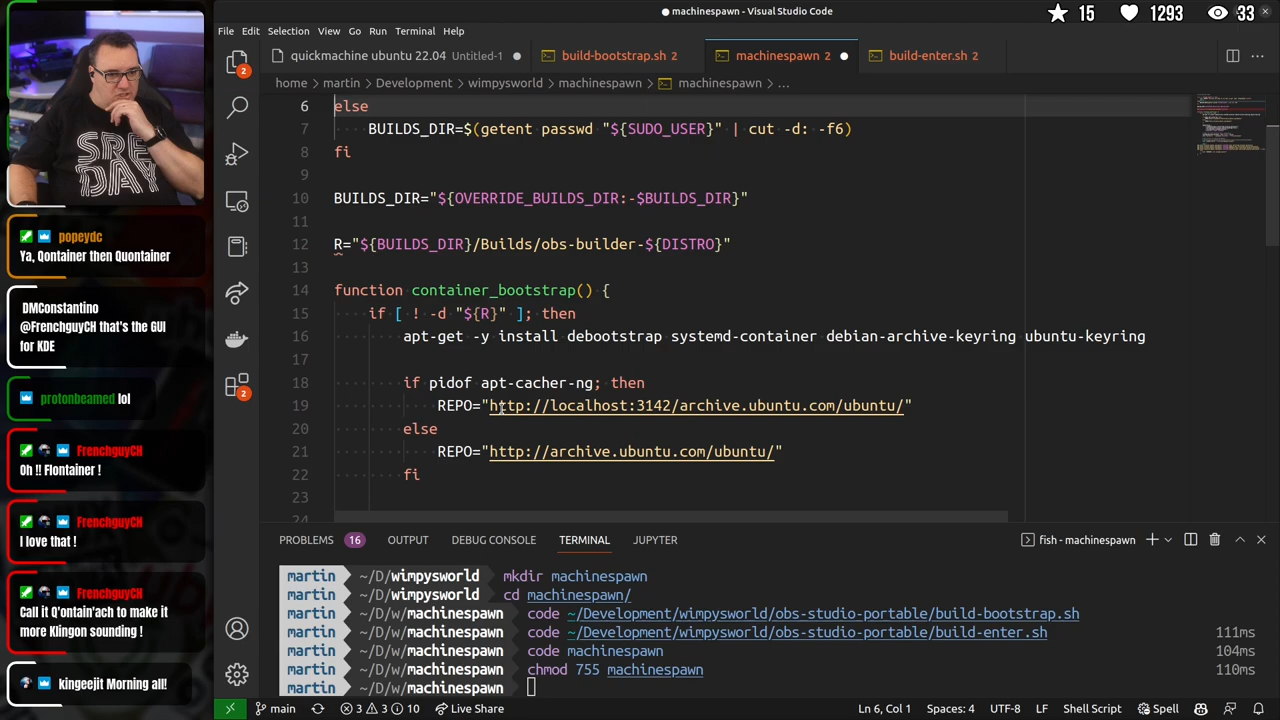 machinespawn - Visual Studio Code
15
1293
33
File Edit Selection View Go Run Terminal Help
quickmachine ubuntu 22.04 Untitled-1
build-bootstrap.sh 2
machinespawn 2
build-enter.sh 2
home > martin > Development > wimpysworld > machinespawn > machinespawn > ...
6 else
7 BUILDS_DIR=$(getent passwd "${SUDO_USER}" | cut -d: -f6)
8 fi
9
10 BUILDS_DIR="${OVERRIDE_BUILDS_DIR:-$BUILDS_DIR}"
11
12 R="${BUILDS_DIR}/Builds/obs-builder-${DISTRO}"
13
14 function container_bootstrap() {
15 if [ ! -d "${R}" ]; then
16 apt-get -y install debootstrap systemd-container debian-archive-keyring ubuntu-keyring
17
18 if pidof apt-cacher-ng; then
19 REPO="http://localhost:3142/archive.ubuntu.com/ubuntu/"
20 else
21 REPO="http://archive.ubuntu.com/ubuntu/"
22 fi
23
24
PROBLEMS 16 OUTPUT DEBUG CONSOLE TERMINAL JUPYTER
fish - machinespawn
martin ~/D/wimpysworld mkdir machinespawn
martin ~/D/wimpysworld cd machinespawn/
martin ~/D/w/machinespawn code ~/Development/wimpysworld/obs-studio-portable/build-bootstrap.sh
martin ~/D/w/machinespawn code ~/Development/wimpysworld/obs-studio-portable/build-enter.sh 111ms
martin ~/D/w/machinespawn code machinespawn 104ms
martin ~/D/w/machinespawn chmod 755 machinespawn 110ms
martin ~/D/w/machinespawn
main 3 3 10 Live Share
Ln 6, Col 1 Spaces: 4 UTF-8 LF Shell Script Spell
2
2
SRE
DAY
popeydc
Ya, Qontainer then Quontainer
DMConstantino
@FrenchguyCH that's the GUI
for KDE
protonbeamed lol
FrenchguyCH
Oh !! Flontainer !
FrenchguyCH
I love that !
FrenchguyCH
Call it Q'ontain'ach to make it
more Klingon sounding !
kingeejit Morning all!